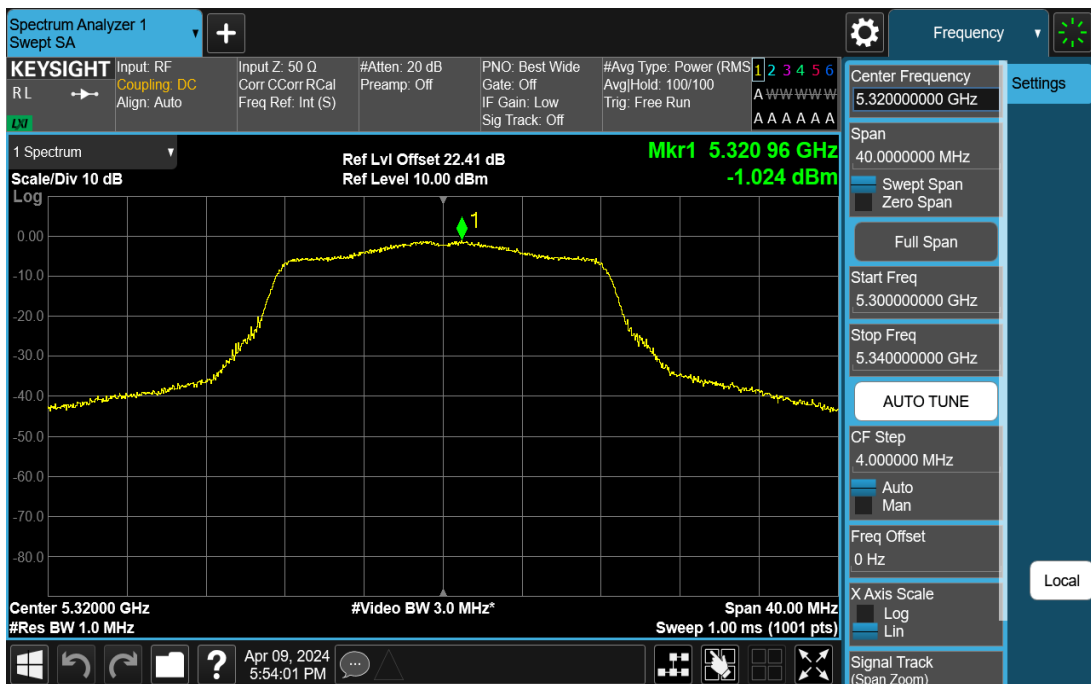 Spectrum Analyzer 1
Swept SA
+
Frequency
KEYSIGHT
RL
LXI
Input: RF
Coupling: DC
Align: Auto
Input Z: 50 Ω
Corr CCorr RCal
Freq Ref: Int (S)
#Atten: 20 dB
Preamp: Off
PNO: Best Wide
Gate: Off
IF Gain: Low
Sig Track: Off
#Avg Type: Power (RMS
Avg|Hold: 100/100
Trig: Free Run
1 2 3 4 5 6
A W W W W W
A A A A A A
1 Spectrum
Scale/Div 10 dB
Log
Ref Lvl Offset 22.41 dB
Ref Level 10.00 dBm
Mkr1 5.320 96 GHz
-1.024 dBm
1
0.00
-10.0
-20.0
-30.0
-40.0
-50.0
-60.0
-70.0
-80.0
Center 5.32000 GHz
#Video BW 3.0 MHz*
Span 40.00 MHz
#Res BW 1.0 MHz
Sweep 1.00 ms (1001 pts)
?
Apr 09, 2024
5:54:01 PM
Center Frequency
5.320000000 GHz
Settings
Span
40.0000000 MHz
Swept Span
Zero Span
Full Span
Start Freq
5.300000000 GHz
Stop Freq
5.340000000 GHz
AUTO TUNE
CF Step
4.000000 MHz
Auto
Man
Freq Offset
0 Hz
Local
X Axis Scale
Log
Lin
Signal Track
(Span Zoom)